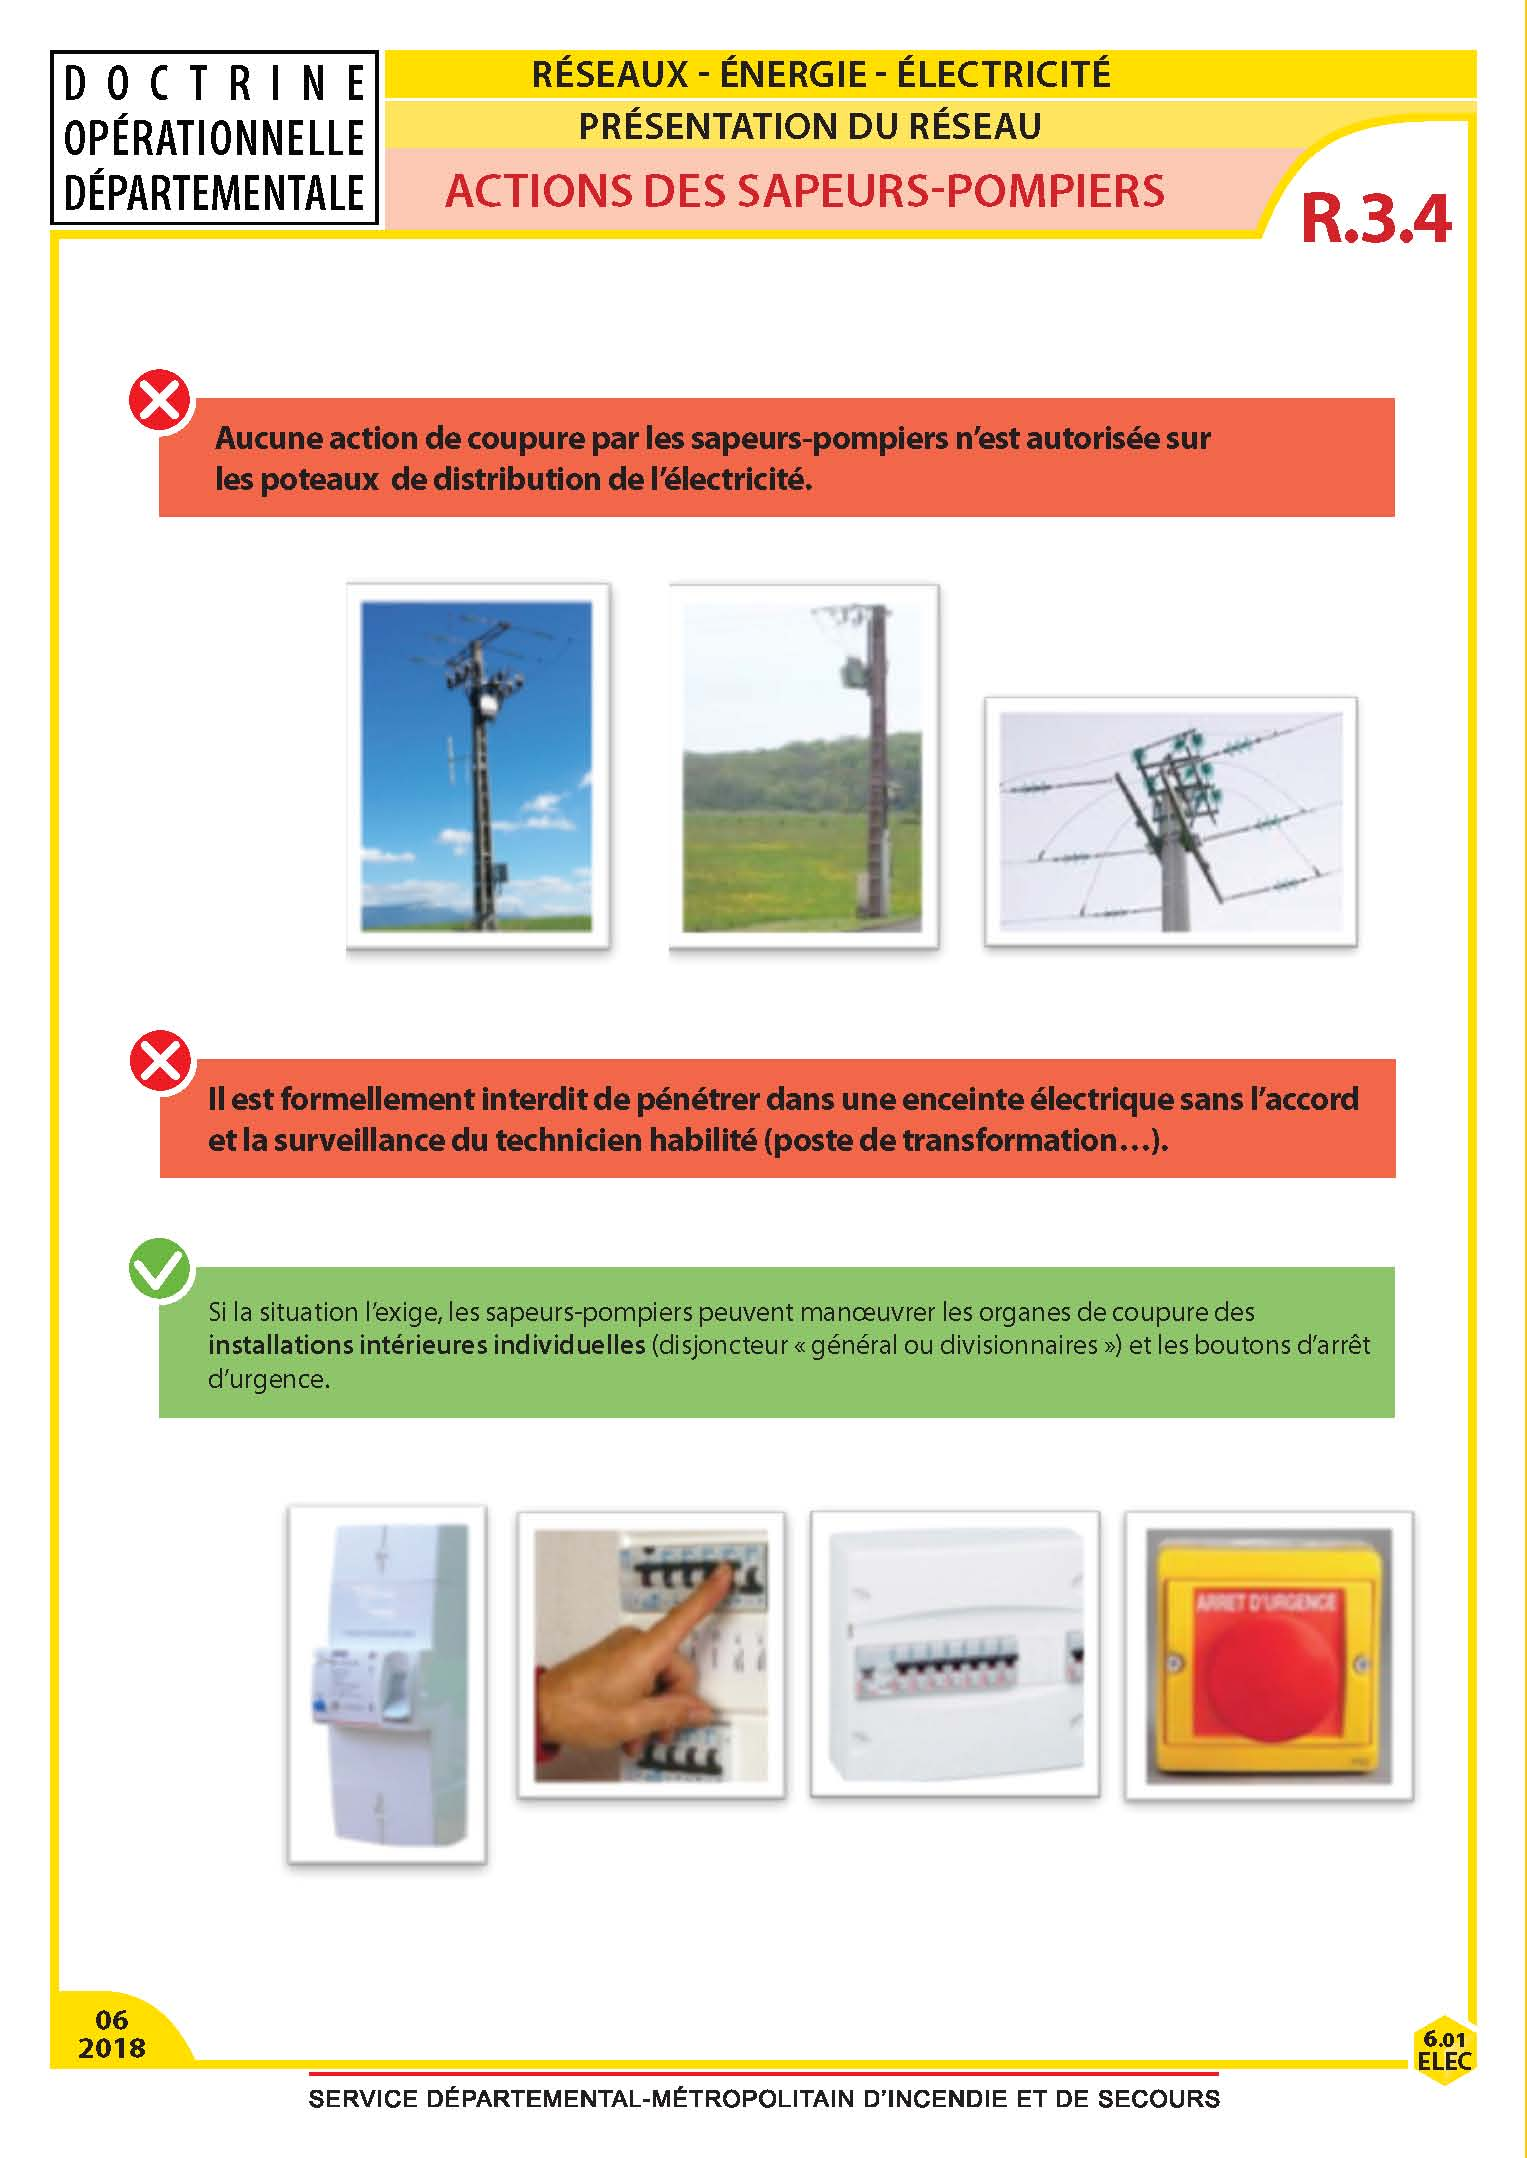 DOCTRINE
OPÉRATIONNELLE
DÉPARTEMENTALE
RÉSEAUX - ÉNERGIE - ÉLECTRICITÉ
PRÉSENTATION DU RÉSEAU
ACTIONS DES SAPEURS-POMPIERS
R.3.4
Aucune action de coupure par les sapeurs-pompiers n’est autorisée sur
les poteaux de distribution de l’électricité.
Il est formellement interdit de pénétrer dans une enceinte électrique sans l’accord
et la surveillance du technicien habilité (poste de transformation…).
Si la situation l’exige, les sapeurs-pompiers peuvent manœuvrer les organes de coupure des
installations intérieures individuelles (disjoncteur « général ou divisionnaires ») et les boutons d’arrêt
d’urgence.
ARRET D'URGENCE
06
2018
6.01
ELEC
SERVICE DÉPARTEMENTAL-MÉTROPOLITAIN D’INCENDIE ET DE SECOURS